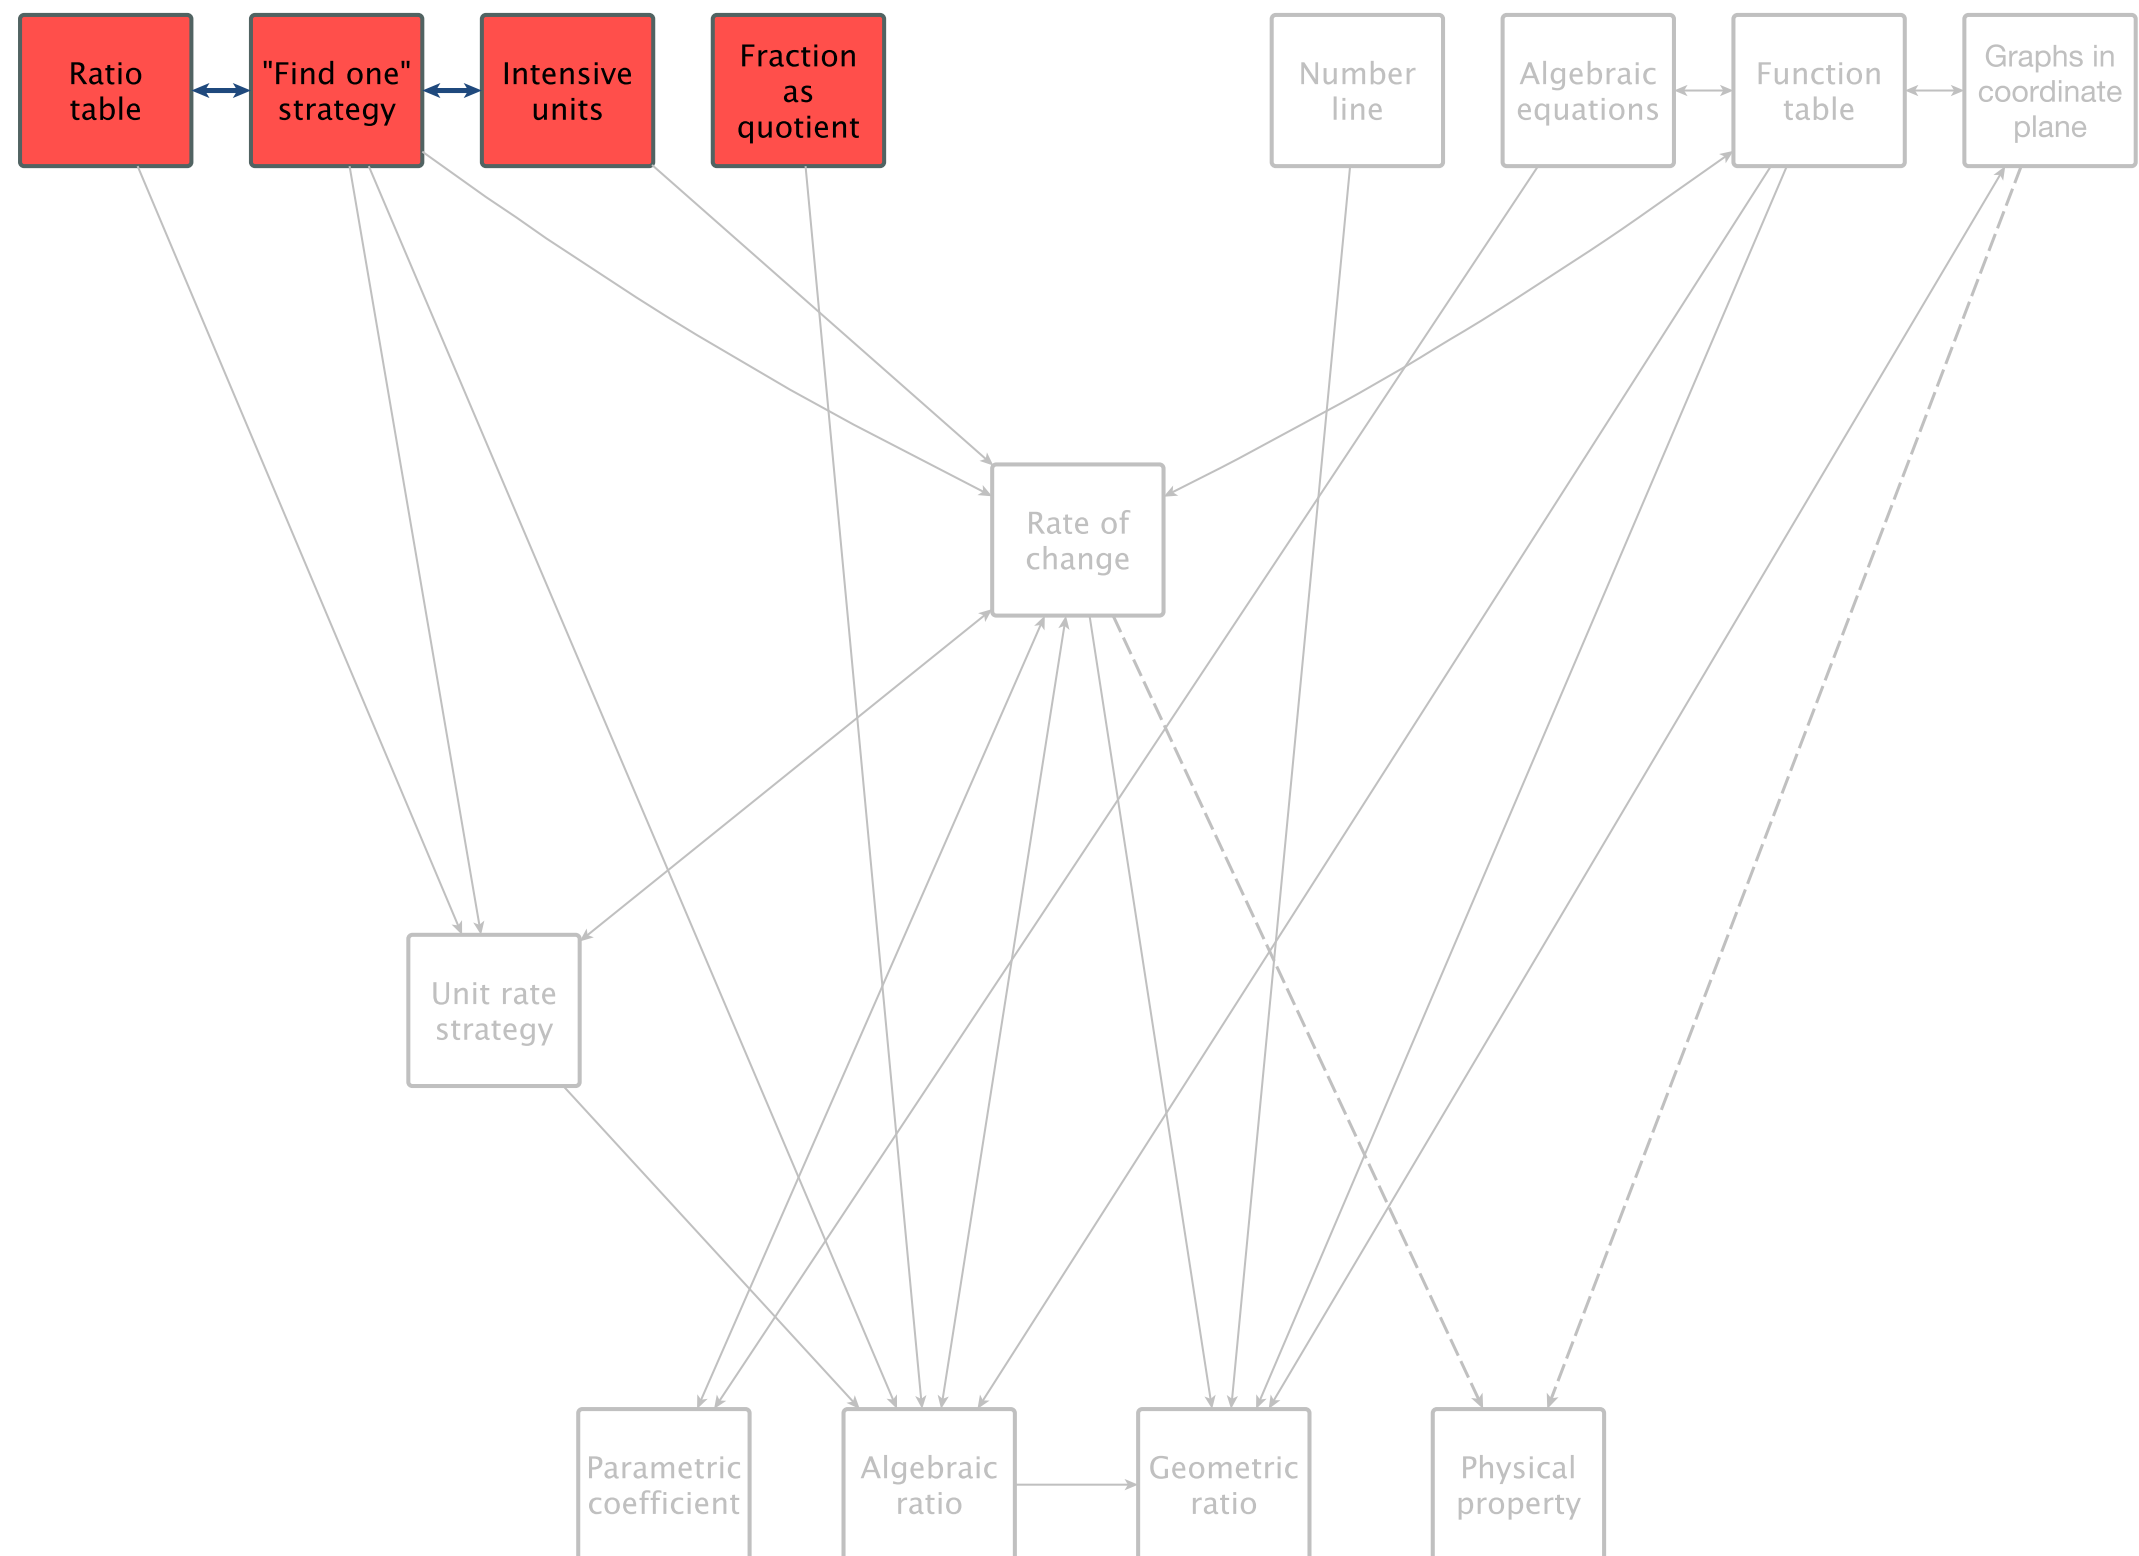 Ratio
table
"Find one"
strategy
Intensive
units
Fraction
as
quotient
Number
line
Algebraic
equations
Function
table
Graphs in
coordinate
plane
Rate of
change
Unit rate
strategy
Parametric
coefficient
Algebraic
ratio
Geometric
ratio
Physical
property